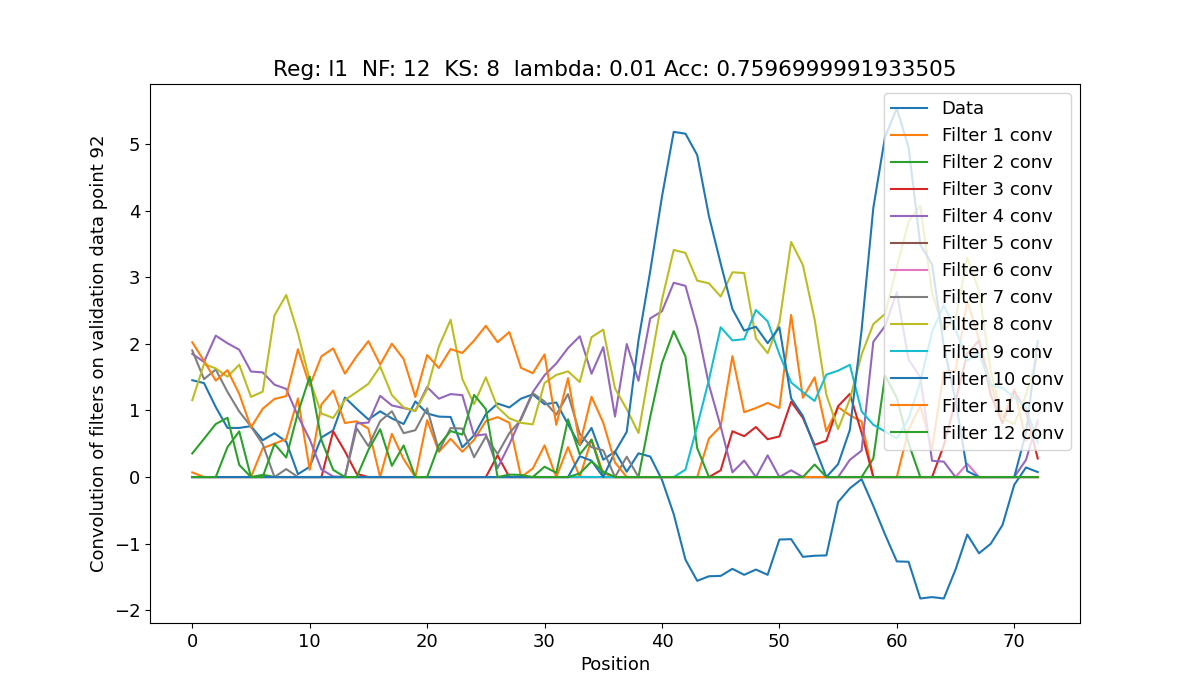 Reg: l1  NF: 12  KS: 8  lambda: 0.01 Acc: 0.7596999991933505
Convolution of filters on validation data point 92
5
4
3
2
1
0
−1
−2
Data
Filter 1 conv
Filter 2 conv
Filter 3 conv
Filter 4 conv
Filter 5 conv
Filter 6 conv
Filter 7 conv
Filter 8 conv
Filter 9 conv
Filter 10 conv
Filter 11 conv
Filter 12 conv
0 10 20 30 40 50 60 70
Position